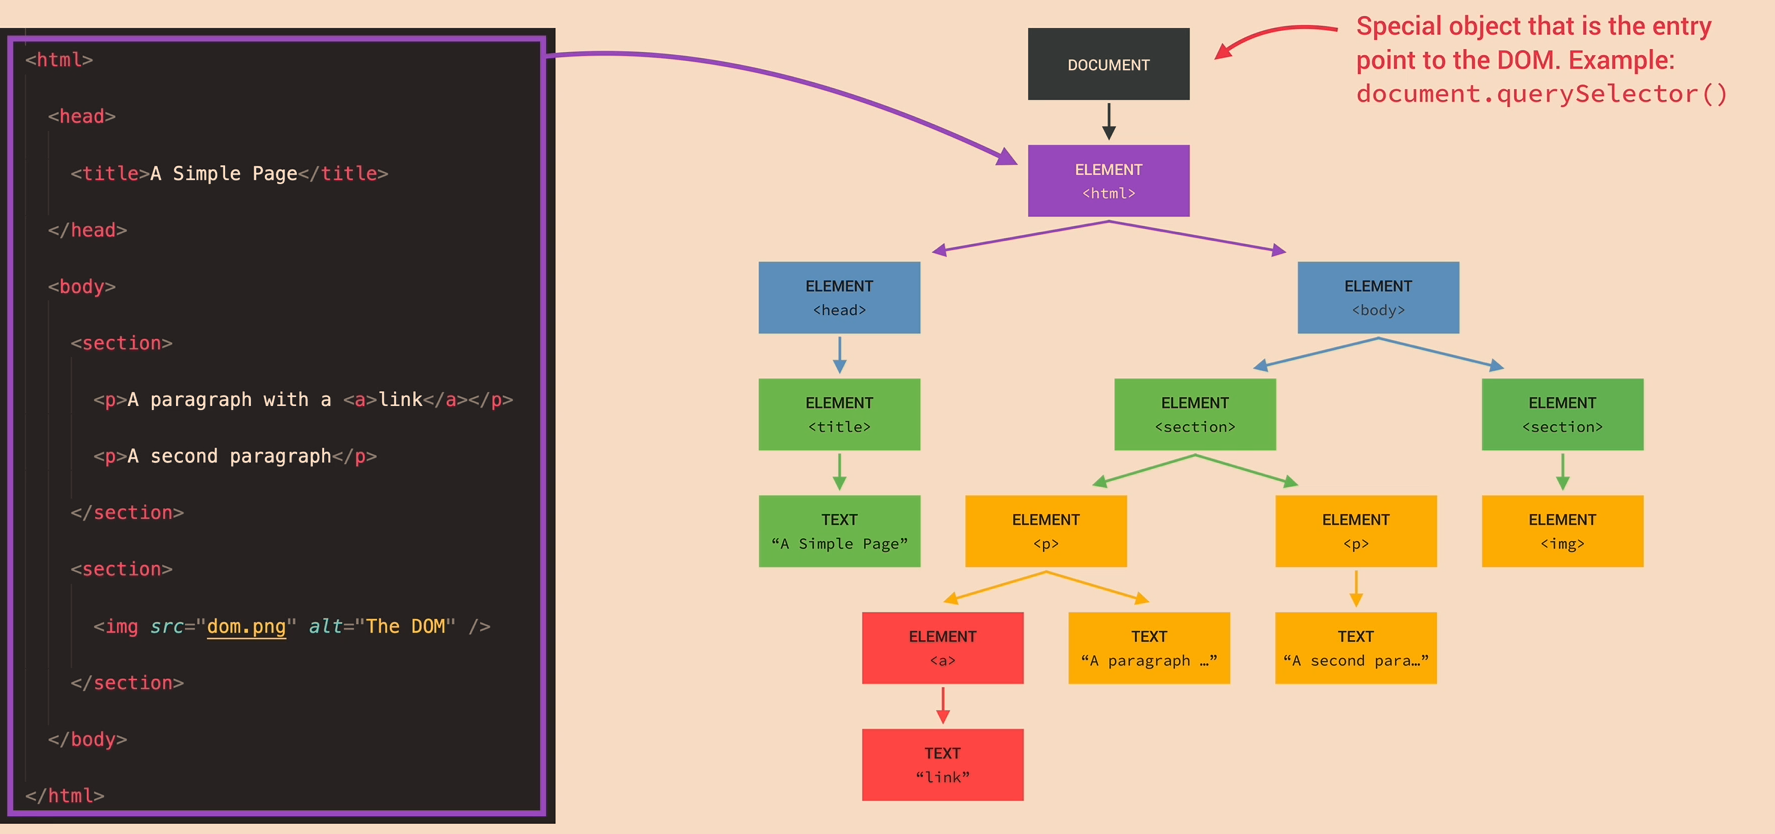 <html>
<head>
<title>A Simple Page</title>
</head>
<body>
<section>
<p>A paragraph with a <a>link</a></p>
<p>A second paragraph</p>
</section>
<section>
<img src="dom.png" alt="The DOM" />
</section>
</body>
</html>
Special object that is the entry
point to the DOM. Example:
document.querySelector()
DOCUMENT
ELEMENT
<html>
ELEMENT
<head>
ELEMENT
<body>
ELEMENT
<title>
ELEMENT
<section>
ELEMENT
<section>
TEXT
“A Simple Page”
ELEMENT
<p>
ELEMENT
<p>
ELEMENT
<img>
ELEMENT
<a>
TEXT
“A paragraph …”
TEXT
“A second para…”
TEXT
“link”